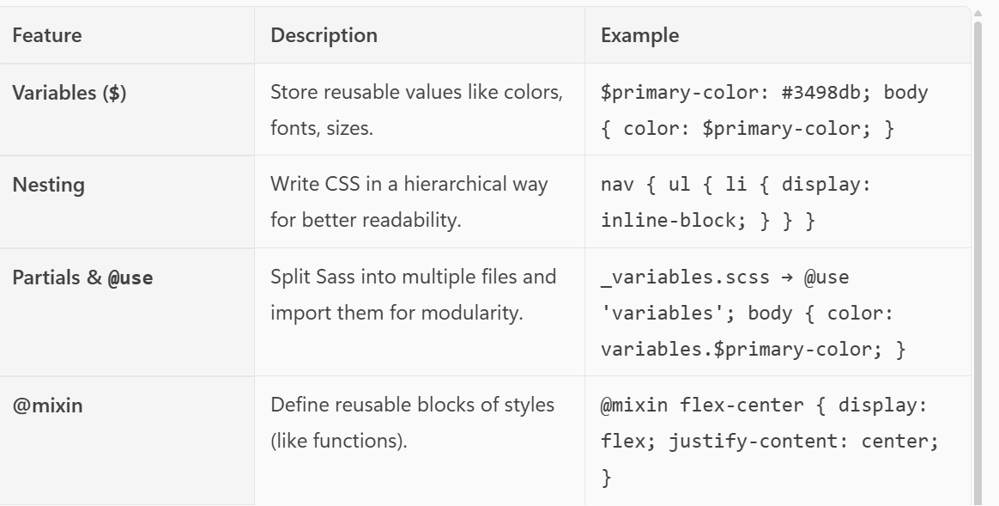 Feature Description Example
Variables ($) Store reusable values like colors, $primary-color: #3498db; body
fonts, sizes. { color: $primary-color; }
Nesting Write CSS in a hierarchical way nav { ul { li { display:
for better readability. inline-block; } } }
Partials & @use Split Sass into multiple files and _variables.scss → @use
import them for modularity. 'variables'; body { color:
variables.$primary-color; }
@mixin Define reusable blocks of styles @mixin flex-center { display:
(like functions). flex; justify-content: center;
}